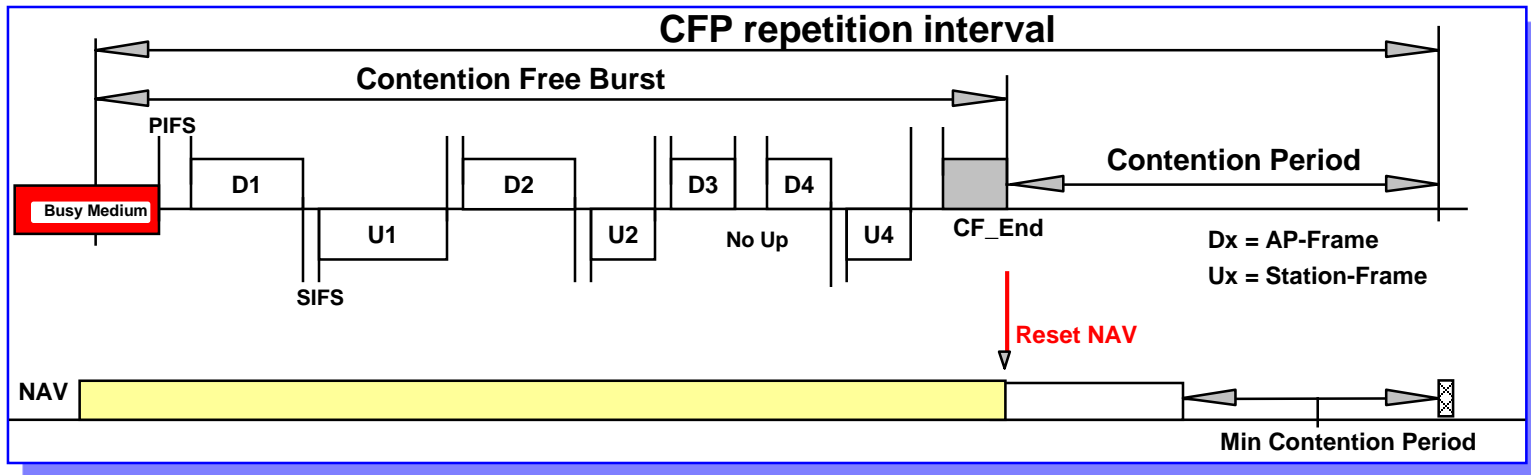 CFP repetition interval
Contention Free Burst
PIFS
Contention Period
D1
D2
D3
D4
Busy Medium
U1
U2
No Up
U4
CF_End
Dx = AP-Frame
Ux = Station-Frame
SIFS
Reset NAV
NAV
Min Contention Period